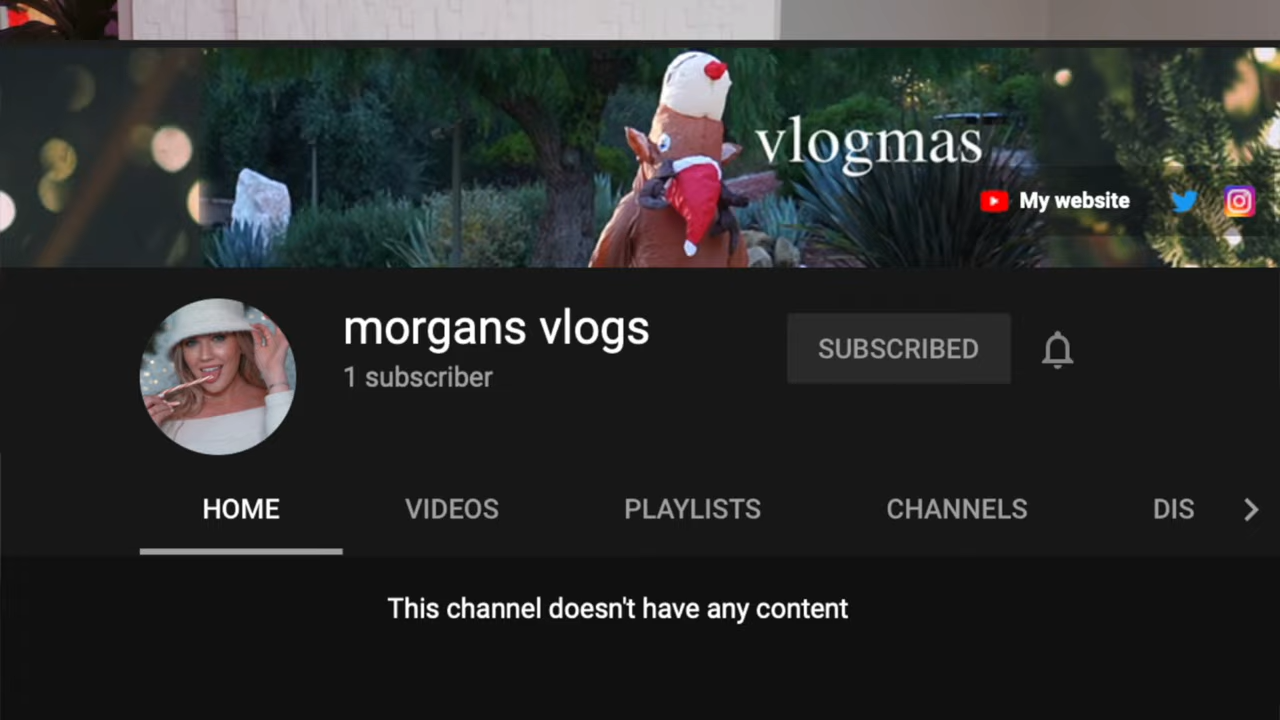 vlogmas
My website
morgans vlogs
1 subscriber
SUBSCRIBED
HOME VIDEOS PLAYLISTS CHANNELS DIS
This channel doesn't have any content